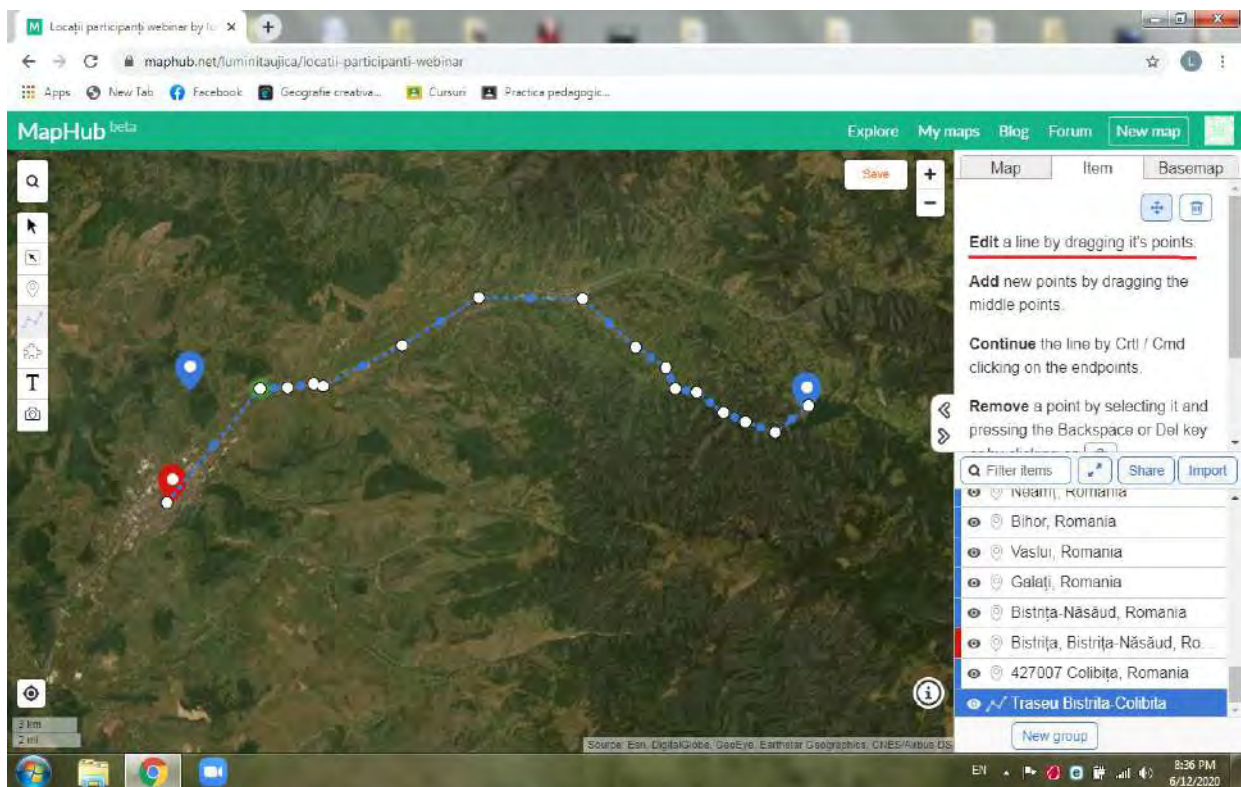 M Locații participanți webinar by lu × +
maphub.net/luminitaujica/locatii-participanti-webinar L
Apps New Tab Facebook Geografie creativa... Cursuri Practica pedagogic...
MapHub beta Explore My maps Blog Forum New map
Save + −
Map Item Basemap
Edit a line by dragging it's points.
Add new points by dragging the
middle points.
Continue the line by Crtl / Cmd
clicking on the endpoints.
Remove a point by selecting it and
pressing the Backspace or Del key
T
Filter items Share Import
Neamț, Romania
Bihor, Romania
Vaslui, Romania
Galați, Romania
Bistrița-Năsăud, Romania
Bistrița, Bistrița-Năsăud, Ro...
427007 Colibița, Romania
Traseu Bistrita-Colibita
New group
3 km
2 mi
Source: Esri, DigitalGlobe, GeoEye, Earthstar Geographics, CNES/Airbus DS
EN 8:36 PM
6/12/2020